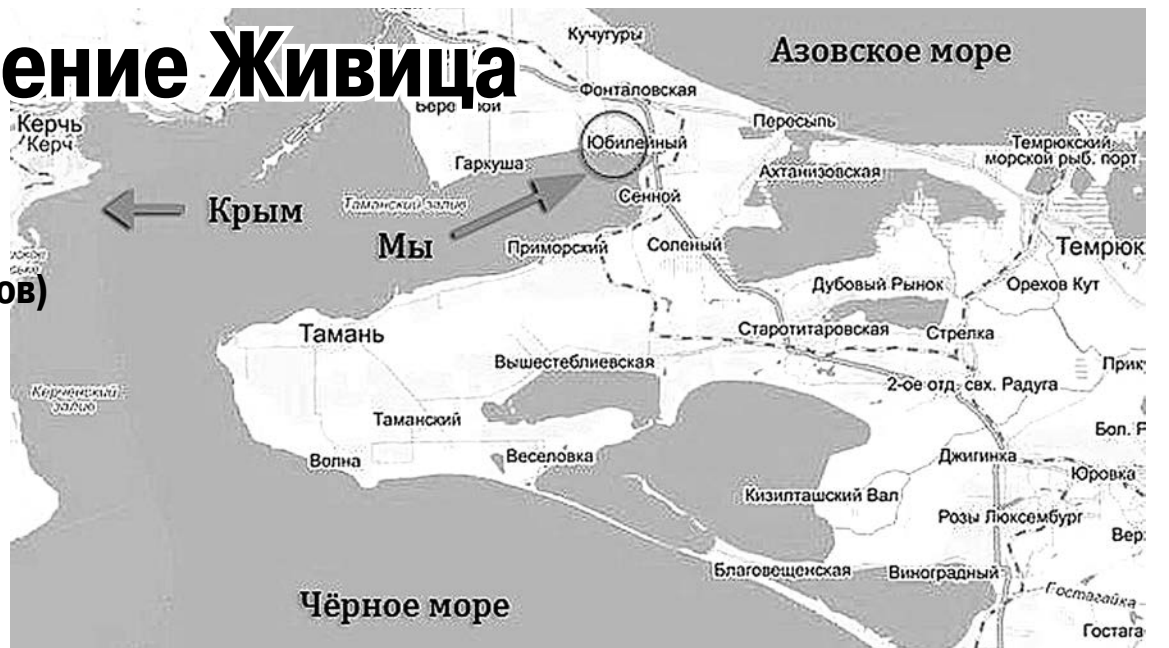 ение Живица
Кучугуры
Азовское море
Фонталовская
Керчь
Керч
Пересыпь
Юбилейный
Темрюкский
морской рыб. порт
Гаркуша
Ахтанизовская
Сенной
Таманский залив
Крым
Мы
Приморский
Соленый
Темрюк
ов)
Дубовый Рынок
Орехов Кут
Тамань
Старотитаровская
Стрелка
Вышестеблиевская
Прик
2-ое отд. свх. Радуга
Керченский
залив
Таманский
Бол. Р
Волна
Веселовка
Джигинка
Юровка
Кизилташский Вал
Розы Люксембург
Вер
Благовещенская
Виноградный
Гостагайка
Чёрное море
Гостага